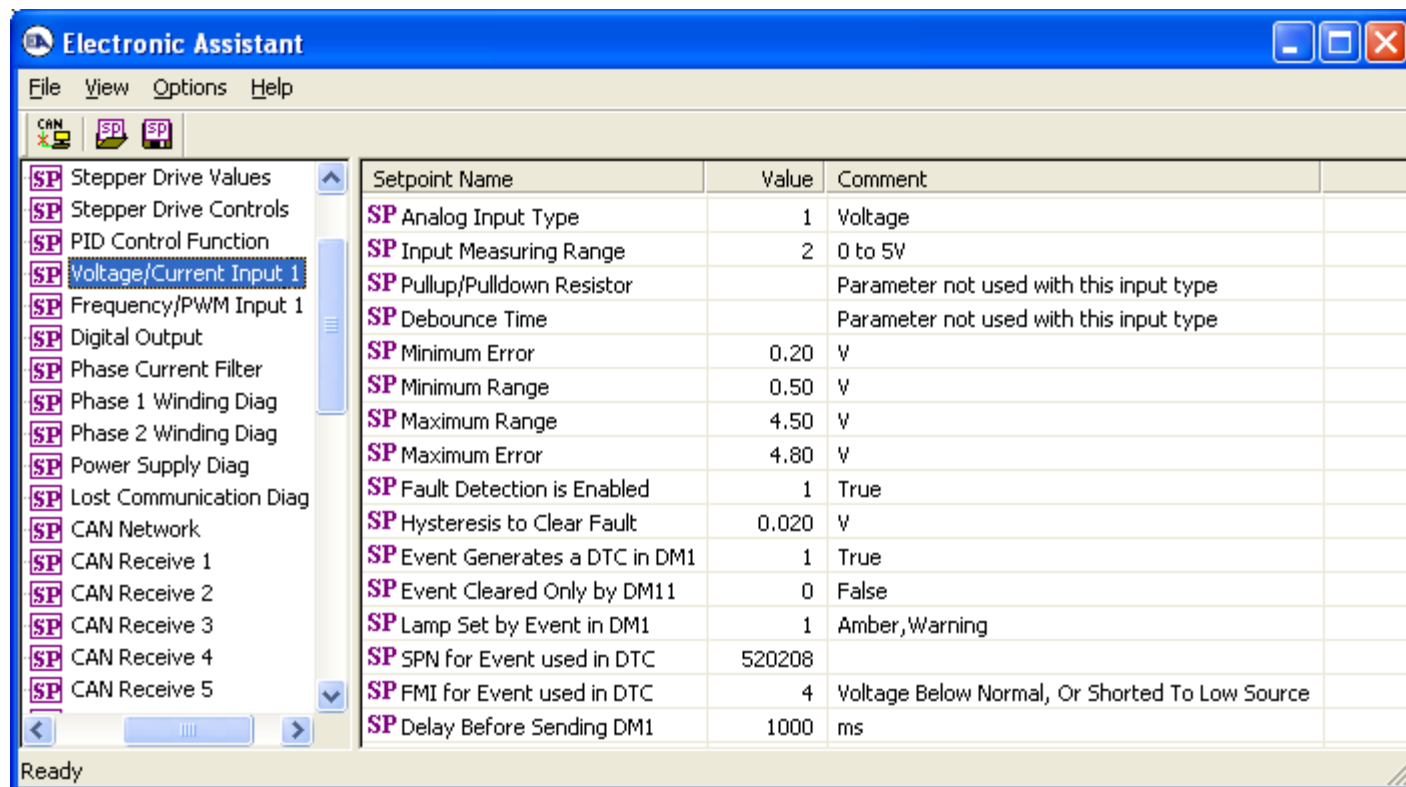 Electronic Assistant
File View Options Help
CAN SP SP
SP Stepper Drive Values
SP Stepper Drive Controls
SP PID Control Function
SP Voltage/Current Input 1
SP Frequency/PWM Input 1
SP Digital Output
SP Phase Current Filter
SP Phase 1 Winding Diag
SP Phase 2 Winding Diag
SP Power Supply Diag
SP Lost Communication Diag
SP CAN Network
SP CAN Receive 1
SP CAN Receive 2
SP CAN Receive 3
SP CAN Receive 4
SP CAN Receive 5
Setpoint Name Value Comment
SP Analog Input Type 1 Voltage
SP Input Measuring Range 2 0 to 5V
SP Pullup/Pulldown Resistor Parameter not used with this input type
SP Debounce Time Parameter not used with this input type
SP Minimum Error 0.20 V
SP Minimum Range 0.50 V
SP Maximum Range 4.50 V
SP Maximum Error 4.80 V
SP Fault Detection is Enabled 1 True
SP Hysteresis to Clear Fault 0.020 V
SP Event Generates a DTC in DM1 1 True
SP Event Cleared Only by DM11 0 False
SP Lamp Set by Event in DM1 1 Amber,Warning
SP SPN for Event used in DTC 520208
SP FMI for Event used in DTC 4 Voltage Below Normal, Or Shorted To Low Source
SP Delay Before Sending DM1 1000 ms
Ready